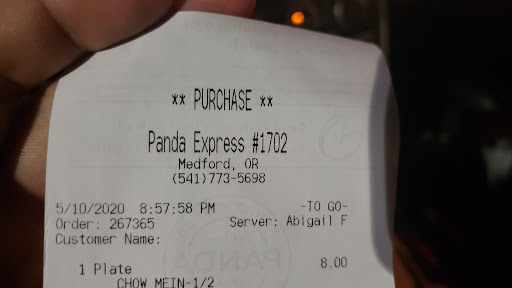 ** PURCHASE **
Panda Express #1702
Medford, OR
(541)773-5698
5/10/2020 8:57:58 PM -TO GO-
Order: 267365 Server: Abigail F
Customer Name:
1 Plate 8.00
CHOW MEIN-1/2